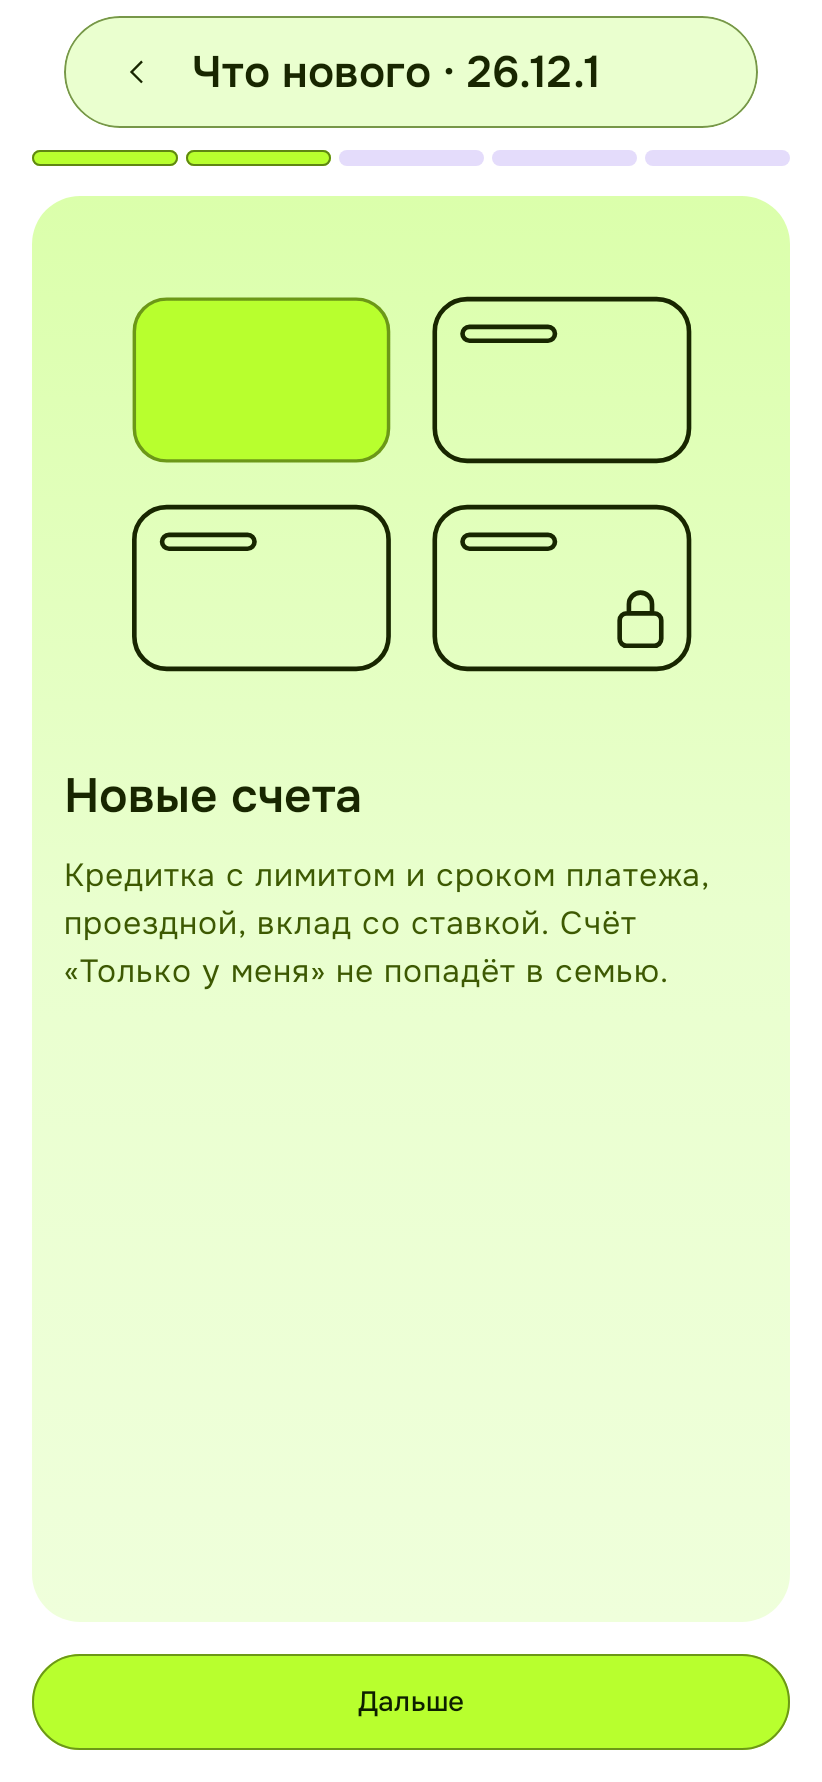 Что нового · 26.12.1
Новые счета
Кредитка с лимитом и сроком платежа,
проездной, вклад со ставкой. Счёт
«Только у меня» не попадёт в семью.
Дальше